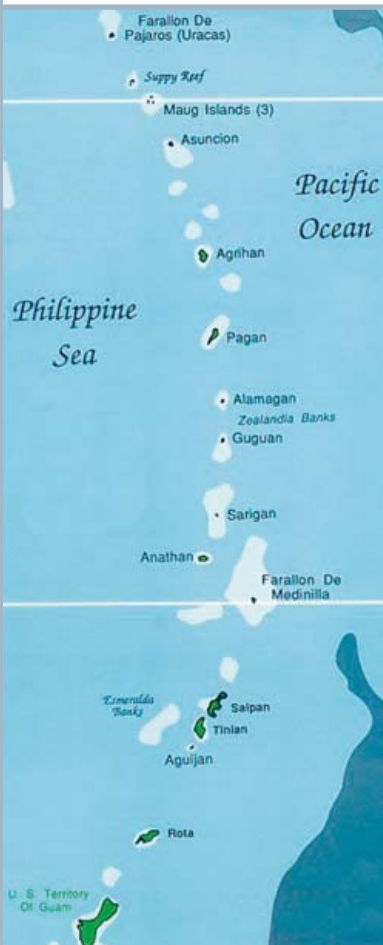 Farallon De
Pajaros (Uracas)
Suppy Reef
Maug Islands (3)
Asuncion
Pacific
Ocean
Agrihan
Philippine
Sea
Pagan
Alamagan
Zealandia Banks
Guguan
Sarigan
Anathan
Farallon De
Medinilla
Esmeralda
Banks
Saipan
Tinian
Aguijan
Rota
U. S. Territory
Of Guam